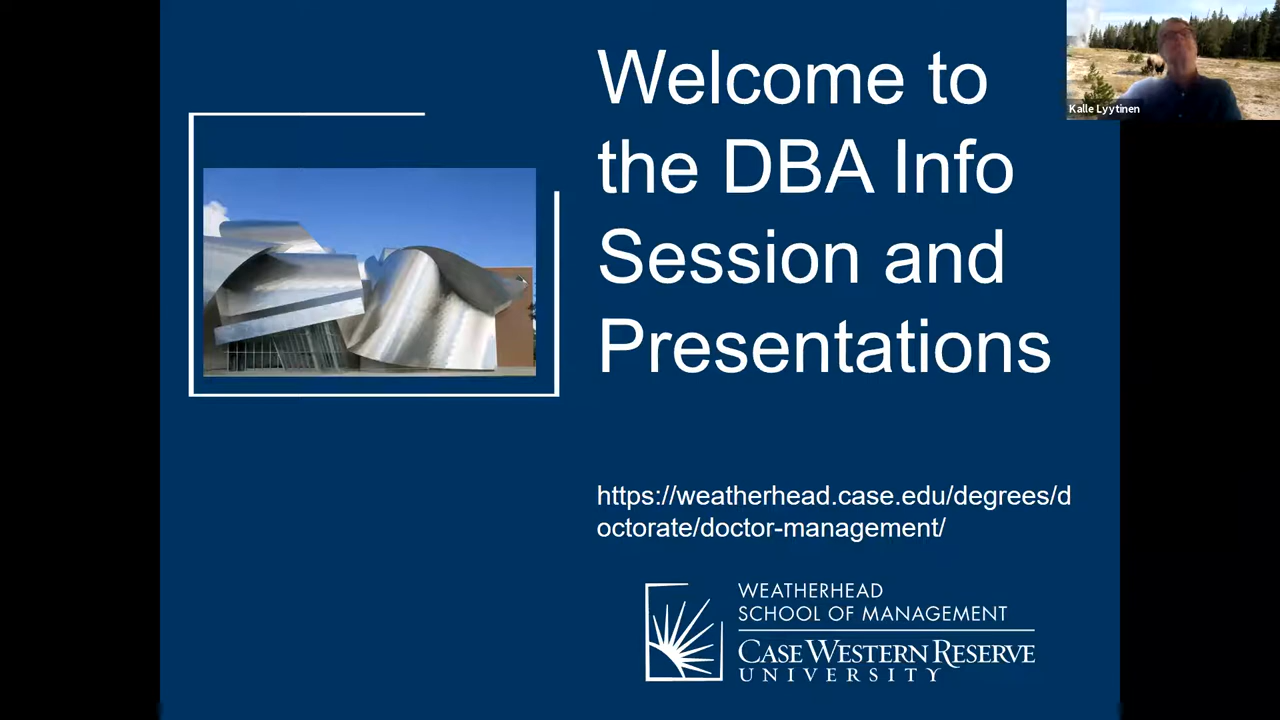 Welcome to
the DBA Info
Session and
Presentations
Kalle Lyytinen
https://weatherhead.case.edu/degrees/d
octorate/doctor-management/
WEATHERHEAD
SCHOOL OF MANAGEMENT
CASE WESTERN RESERVE
UNIVERSITY